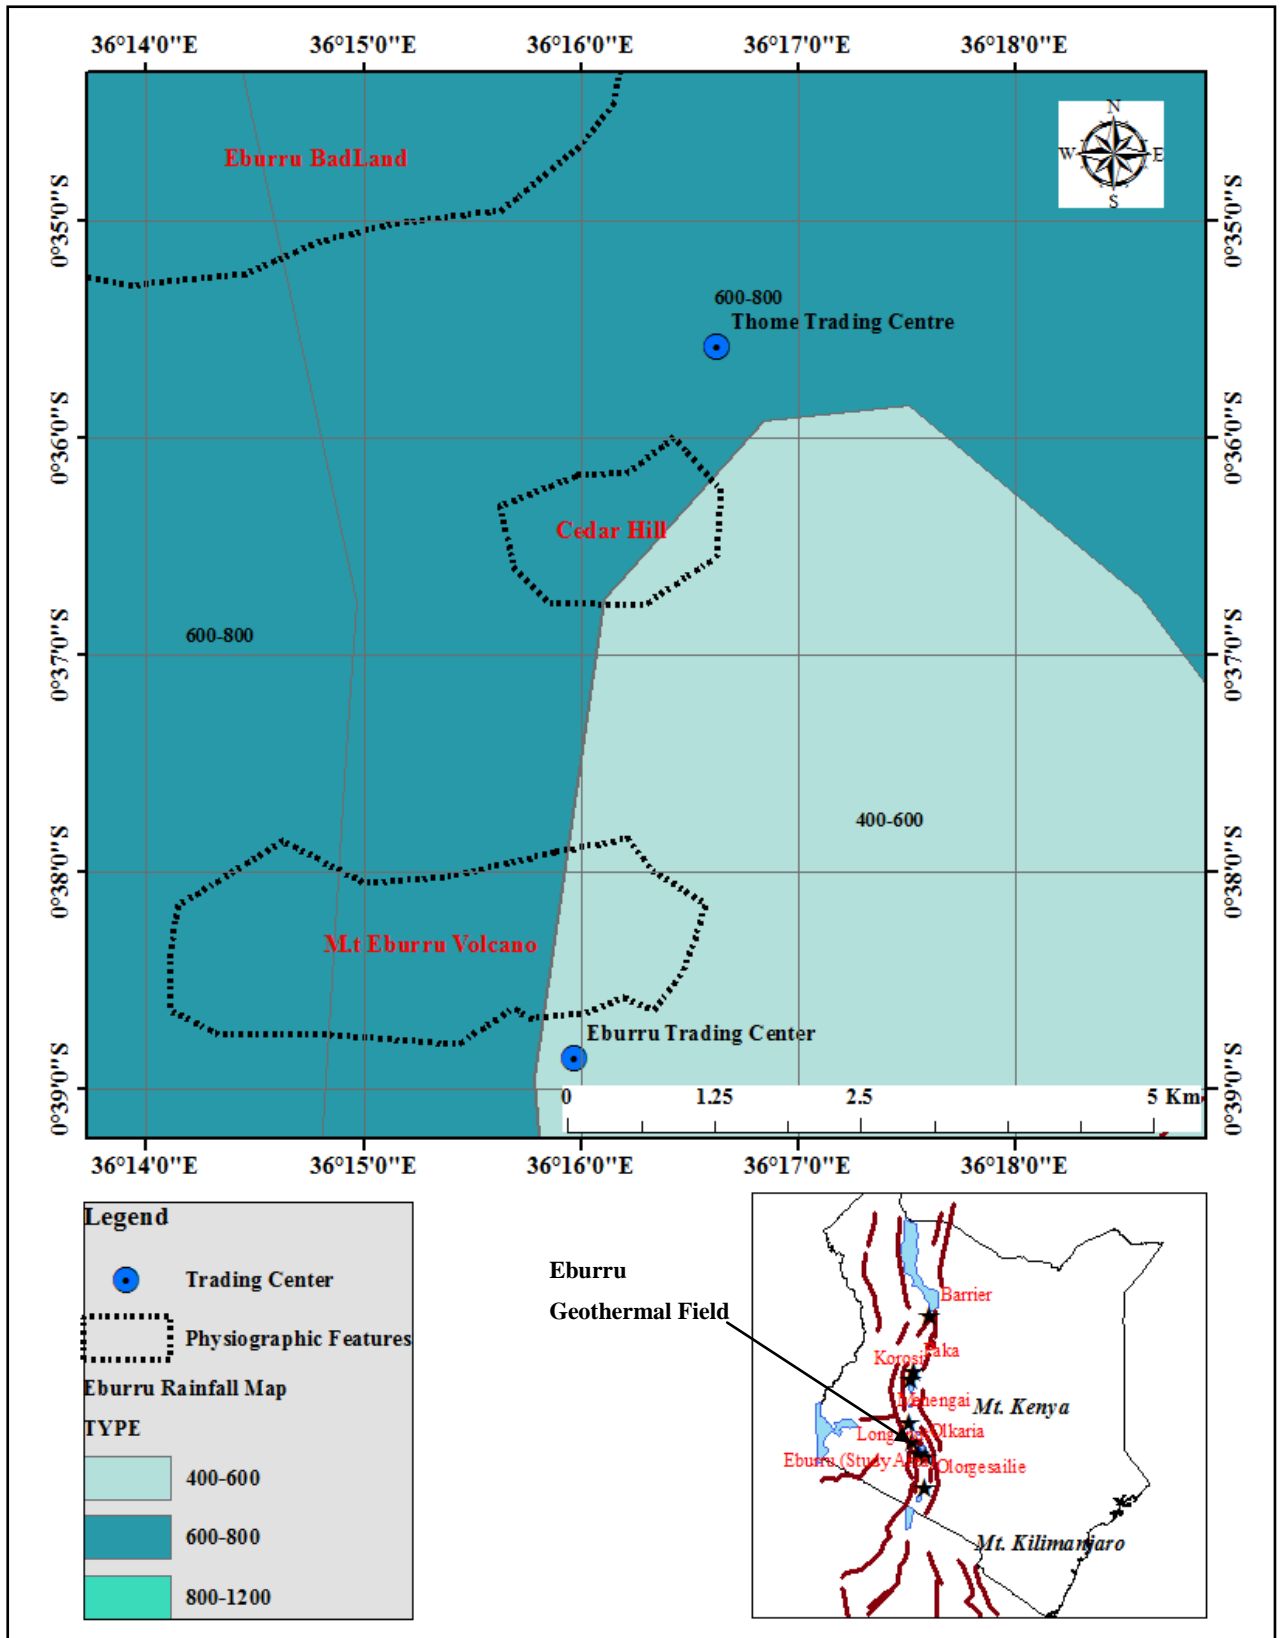 36°14'0"E 36°15'0"E 36°16'0"E 36°17'0"E 36°18'0"E
N
W E
S
Eburru BadLand
0°35'0"S 0°35'0"S
600-800
Thome Trading Centre
0°36'0"S 0°36'0"S
Cedar Hill
600-800
0°37'0"S 0°37'0"S
400-600
0°38'0"S 0°38'0"S
M.t Eburru Volcano
Eburru Trading Center
0°39'0"S 0°39'0"S
0 1.25 2.5 5 Km
36°14'0"E 36°15'0"E 36°16'0"E 36°17'0"E 36°18'0"E
Legend
Trading Center
Physiographic Features
Eburru Rainfall Map
TYPE
400-600
600-800
800-1200
Eburru
Geothermal Field
Barrier
Paka
Korosi
Menengai
Mt. Kenya
Olkaria
Eburru (Study Area)
Olorgesailie
Mt. Kilimanjaro